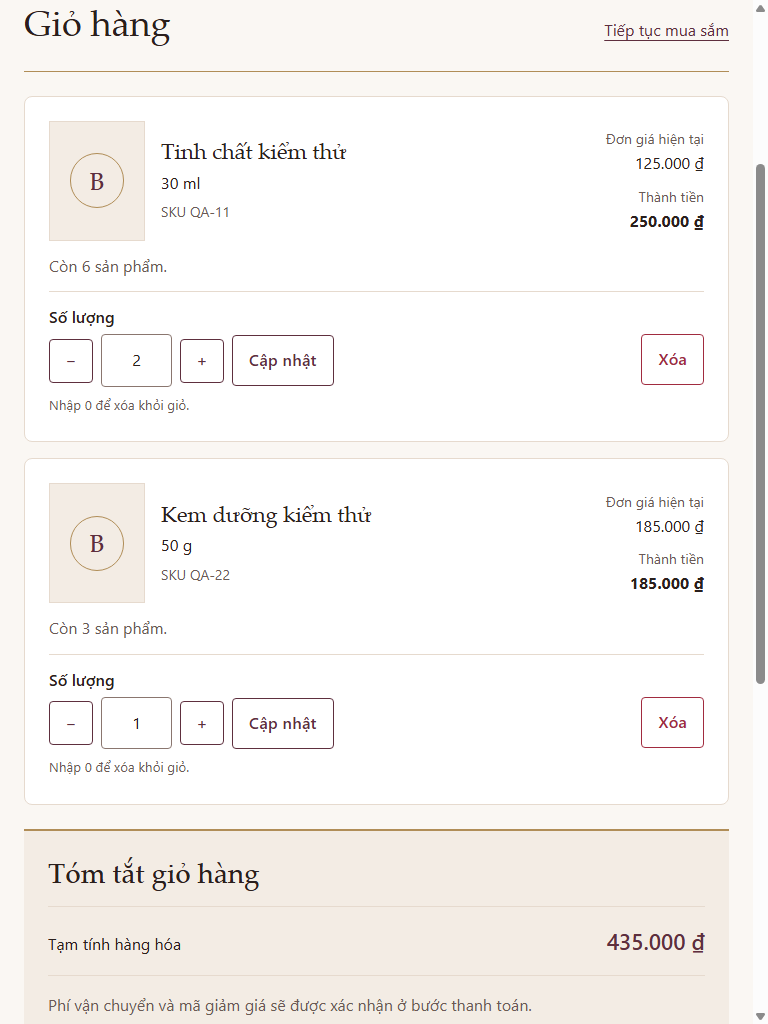 Giỏ hàng
Tiếp tục mua sắm
B
Tinh chất kiểm thử
30 ml
SKU QA-11
Đơn giá hiện tại
125.000 ₫
Thành tiền
250.000 ₫
Còn 6 sản phẩm.
Số lượng
− 2 + Cập nhật Xóa
Nhập 0 để xóa khỏi giỏ.
B
Kem dưỡng kiểm thử
50 g
SKU QA-22
Đơn giá hiện tại
185.000 ₫
Thành tiền
185.000 ₫
Còn 3 sản phẩm.
Số lượng
− 1 + Cập nhật Xóa
Nhập 0 để xóa khỏi giỏ.
Tóm tắt giỏ hàng
Tạm tính hàng hóa 435.000 ₫
Phí vận chuyển và mã giảm giá sẽ được xác nhận ở bước thanh toán.